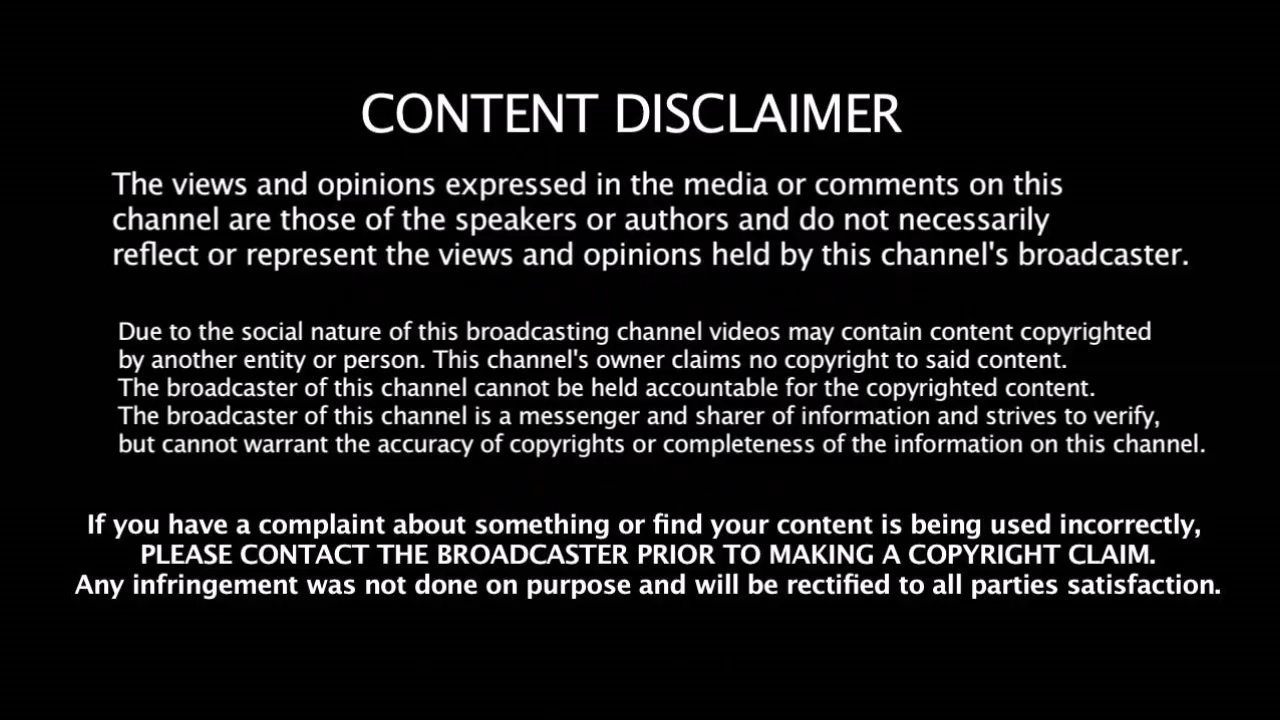 CONTENT DISCLAIMER
The views and opinions expressed in the media or comments on this
channel are those of the speakers or authors and do not necessarily
reflect or represent the views and opinions held by this channel's broadcaster.
Due to the social nature of this broadcasting channel videos may contain content copyrighted
by another entity or person. This channel's owner claims no copyright to said content.
The broadcaster of this channel cannot be held accountable for the copyrighted content.
The broadcaster of this channel is a messenger and sharer of information and strives to verify,
but cannot warrant the accuracy of copyrights or completeness of the information on this channel.
If you have a complaint about something or find your content is being used incorrectly,
PLEASE CONTACT THE BROADCASTER PRIOR TO MAKING A COPYRIGHT CLAIM.
Any infringement was not done on purpose and will be rectified to all parties satisfaction.